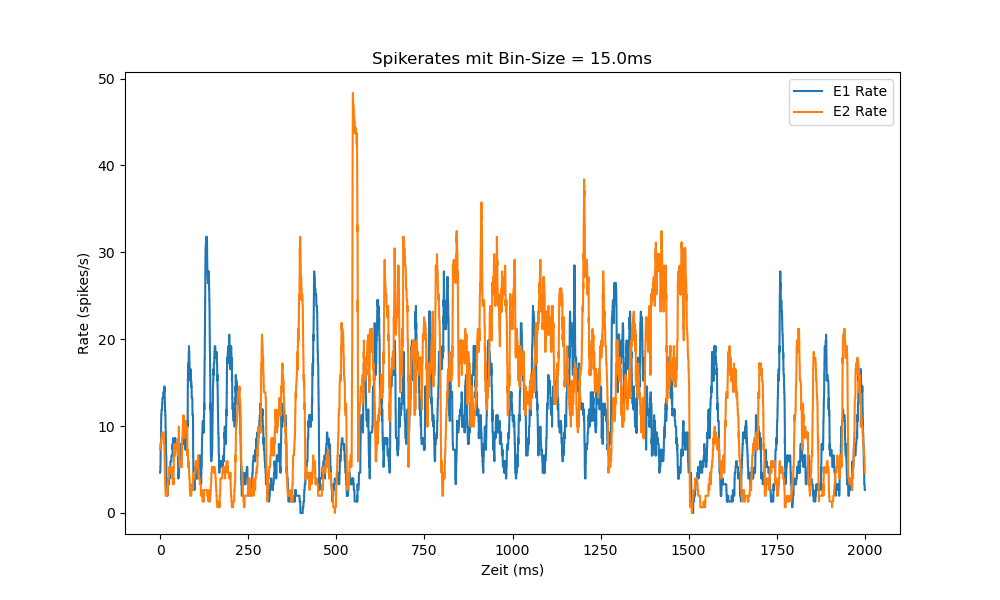 Spikerates mit Bin-Size = 15.0ms
E1 Rate
E2 Rate
50
40
30
20
10
0
Rate (spikes/s)
0 250 500 750 1000 1250 1500 1750 2000
Zeit (ms)